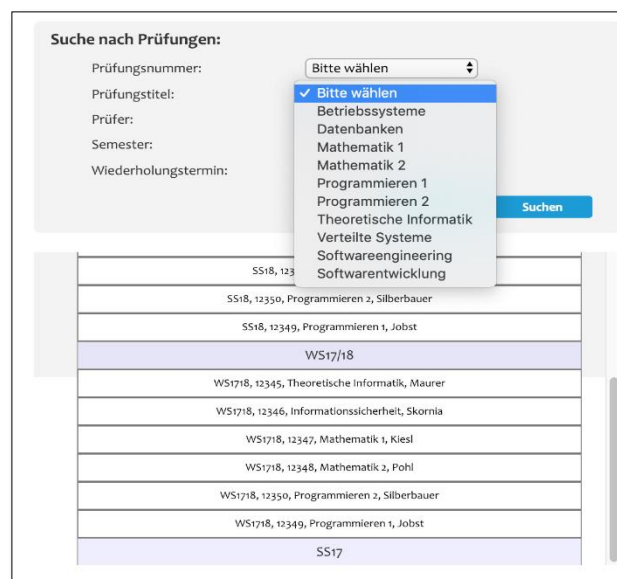 Suche nach Prüfungen:
Prüfungsnummer: Bitte wählen
Prüfungstitel: ✓ Bitte wählen
Betriebssysteme
Prüfer:
Datenbanken
Semester: Mathematik 1
Mathematik 2
Wiederholungstermin:
Programmieren 1
Programmieren 2
Suchen
Theoretische Informatik
Verteilte Systeme
Softwareengineering
Softwarentwicklung
SS18, 123
SS18, 12350, Programmieren 2, Silberbauer
SS18, 12349, Programmieren 1, Jobst
WS17/18
WS1718, 12345, Theoretische Informatik, Maurer
WS1718, 12346, Informationssicherheit, Skornia
WS1718, 12347, Mathematik 1, Kiesl
WS1718, 12348, Mathematik 2, Pohl
WS1718, 12350, Programmieren 2, Silberbauer
WS1718, 12349, Programmieren 1, Jobst
SS17